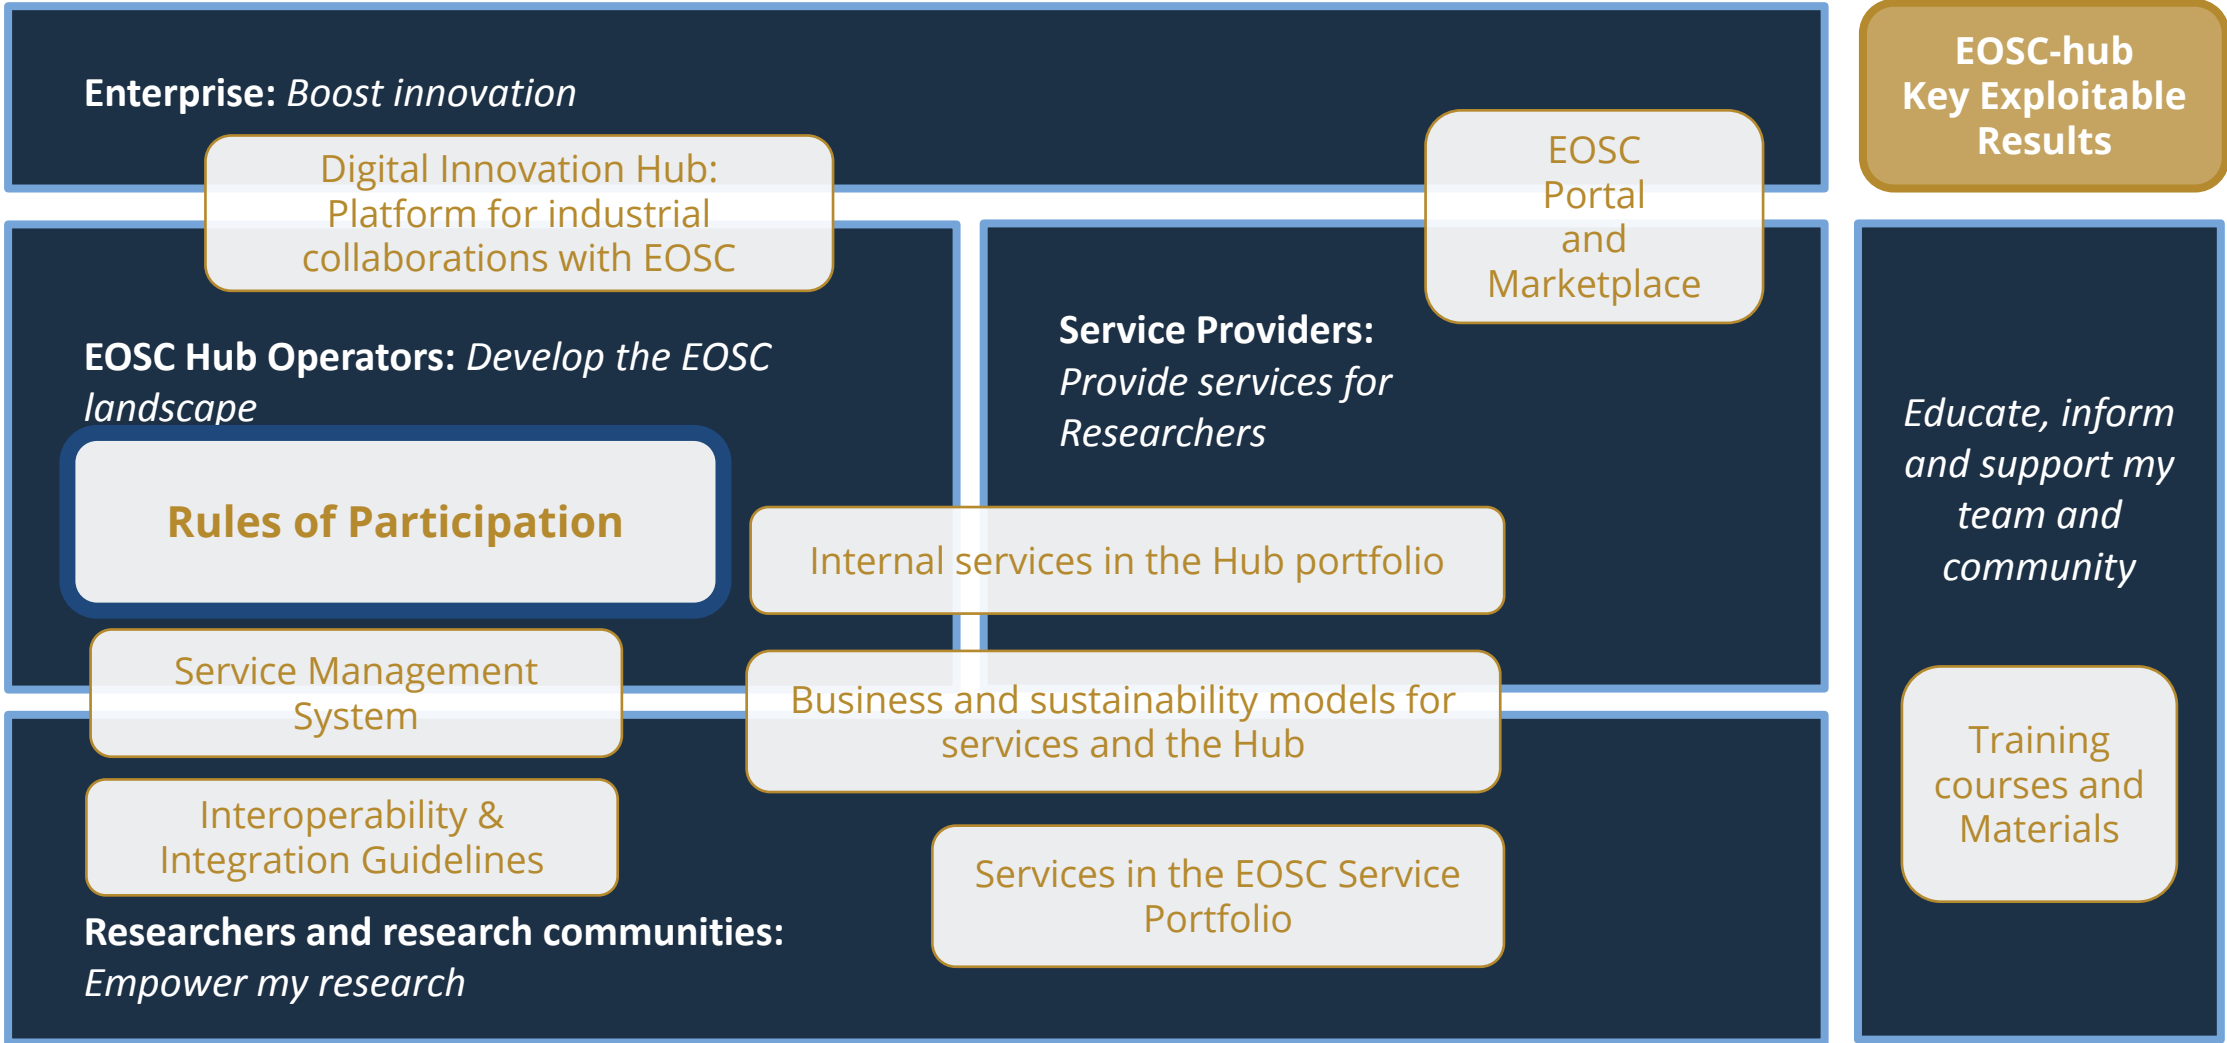 Enterprise: Boost innovation
EOSC-hub
Key Exploitable
Results
Digital Innovation Hub:
Platform for industrial
collaborations with EOSC
EOSC
Portal
and
Marketplace
EOSC Hub Operators: Develop the EOSC
landscape
Rules of Participation
Service Providers:
Provide services for
Researchers
Internal services in the Hub portfolio
Service Management
System
Business and sustainability models for
services and the Hub
Interoperability &
Integration Guidelines
Services in the EOSC Service
Portfolio
Researchers and research communities:
Empower my research
Educate, inform
and support my
team and
community
Training
courses and
Materials